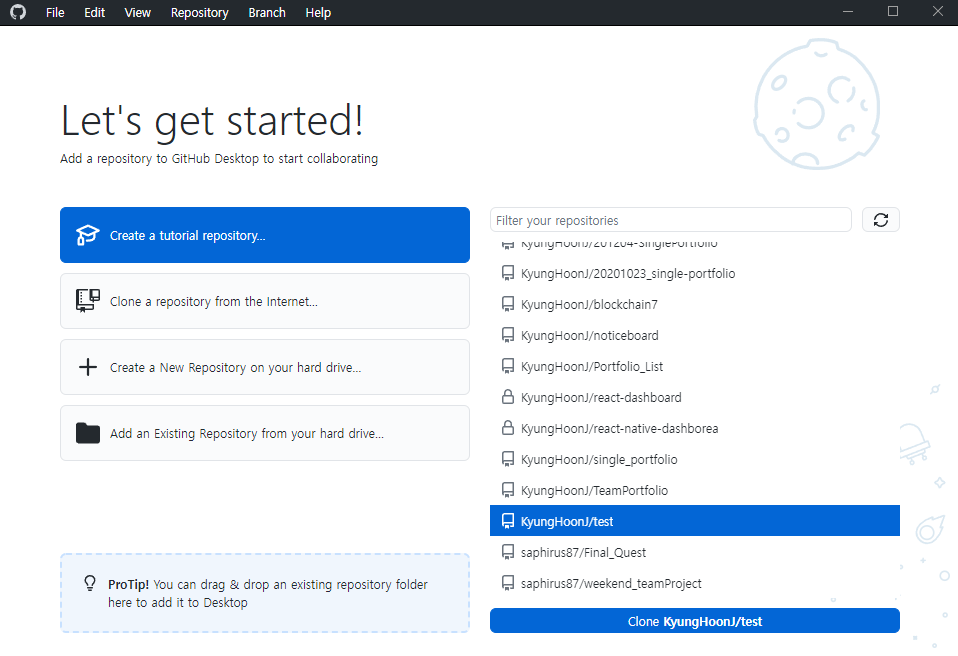 File Edit View Repository Branch Help
Let's get started!
Add a repository to GitHub Desktop to start collaborating
Create a tutorial repository...
Clone a repository from the Internet...
Create a New Repository on your hard drive...
Add an Existing Repository from your hard drive...
ProTip! You can drag & drop an existing repository folder
here to add it to Desktop
Filter your repositories
KyungHoonJ/201204-singlePortfolio
KyungHoonJ/20201023_single-portfolio
KyungHoonJ/blockchain7
KyungHoonJ/noticeboard
KyungHoonJ/Portfolio_List
KyungHoonJ/react-dashboard
KyungHoonJ/react-native-dashborea
KyungHoonJ/single_portfolio
KyungHoonJ/TeamPortfolio
KyungHoonJ/test
saphirus87/Final_Quest
saphirus87/weekend_teamProject
Clone KyungHoonJ/test